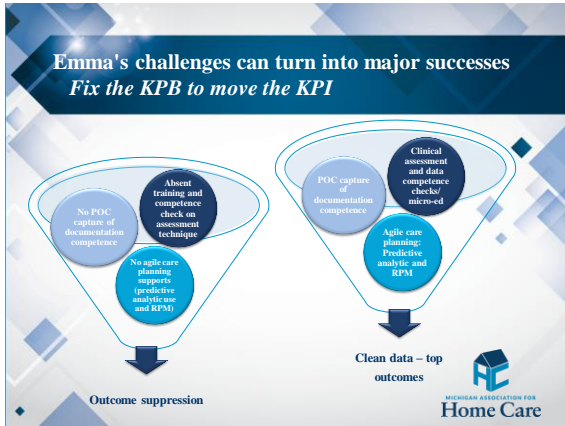 Emma's challenges can turn into major successes
Fix the KPB to move the KPI
No POC
capture of
documentation
competence
Absent
training and
competence
check on
assessment
technique
No agile care
planning
supports
(predictive
analytic use
and RPM)
Outcome suppression
POC capture
of
documentation
competence
Clinical
assessment
and data
competence
checks/
micro-ed
Agile care
planning:
Predictive
analytic and
RPM
Clean data – top
outcomes
HC
MICHIGAN ASSOCIATION FOR
Home Care